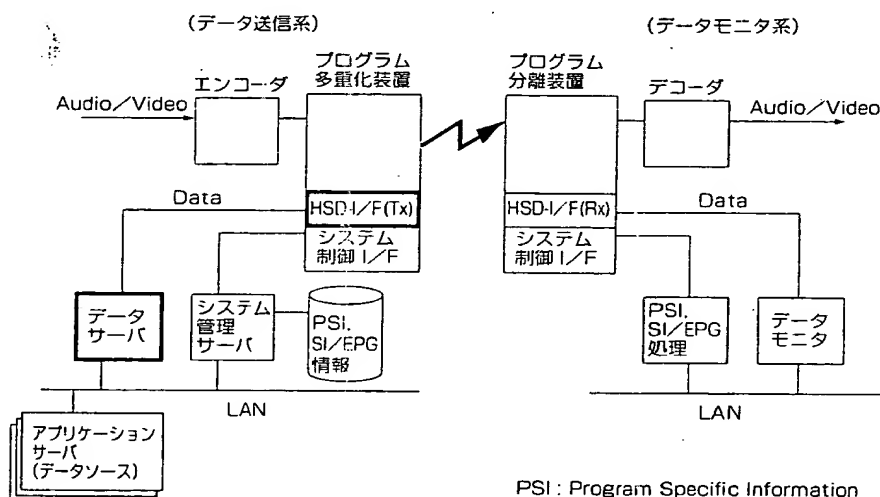 (データ送信系)
(データモニタ系)
プログラム
多重化装置
エンコーダ
Audio/Video
プログラム
分離装置
デコーダ
Audio/Video
Data
HSD-I/F(Tx)
システム
制御 I/F
HSD-I/F(Rx)
Data
システム
制御 I/F
データ
サーバ
システム
管理
サーバ
PSI,
SI/EPG
情報
PSI,
SI/EPG
処理
データ
モニタ
LAN
LAN
アプリケーション
サーバ
(データソース)
PSI : Program Specific Information